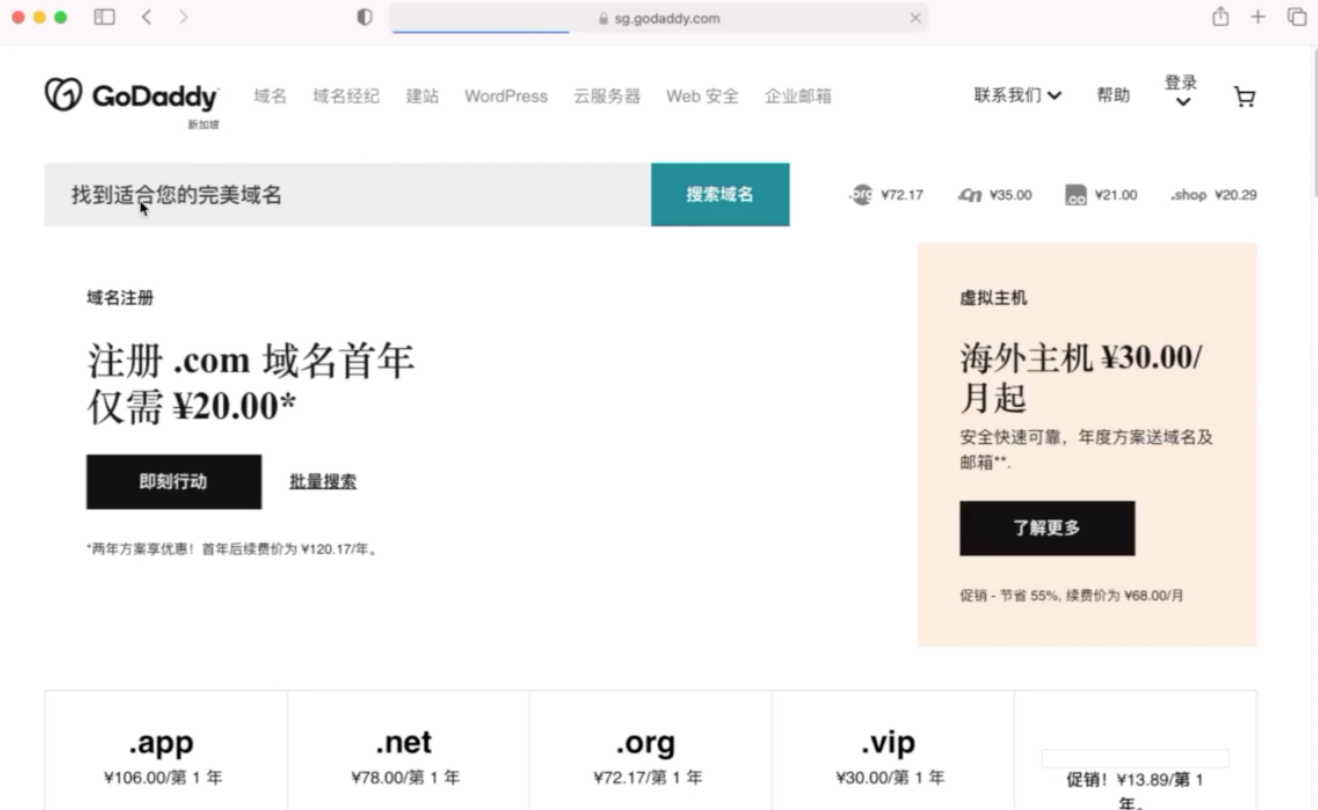 sg.godaddy.com
GoDaddy
新加坡
域名 域名经纪 建站 WordPress 云服务器 Web 安全 企业邮箱
联系我们 帮助 登录
找到适合您的完美域名
搜索域名
.org ¥72.17 .cn ¥35.00 .co ¥21.00 .shop ¥20.29
域名注册
注册 .com 域名首年
仅需 ¥20.00*
即刻行动 批量搜索
*两年方案享优惠！首年后续费价为 ¥120.17/年。
虚拟主机
海外主机 ¥30.00/
月起
安全快速可靠，年度方案送域名及
邮箱**.
了解更多
促销 - 节省 55%, 续费价为 ¥68.00/月
.app
¥106.00/第 1 年
.net
¥78.00/第 1 年
.org
¥72.17/第 1 年
.vip
¥30.00/第 1 年
促销！¥13.89/第 1
年。